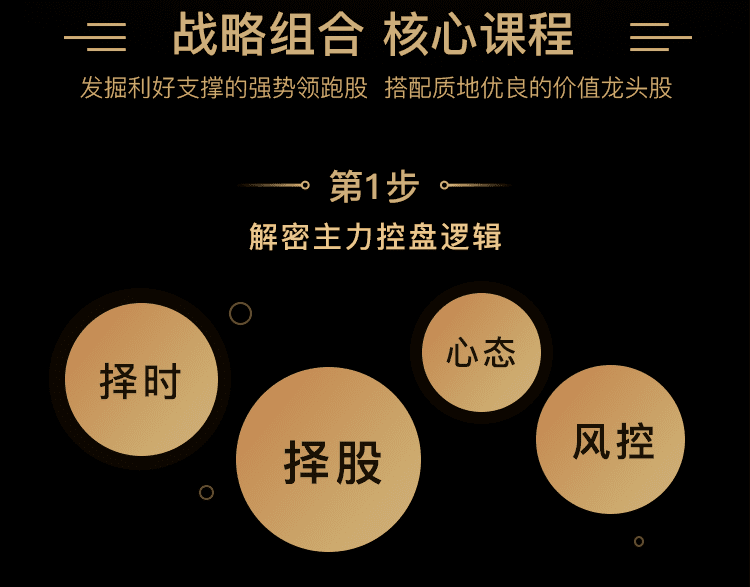 战略组合 核心课程
发掘利好支撑的强势领跑股 搭配质地优良的价值龙头股
第1步
解密主力控盘逻辑
择时
择股
心态
风控